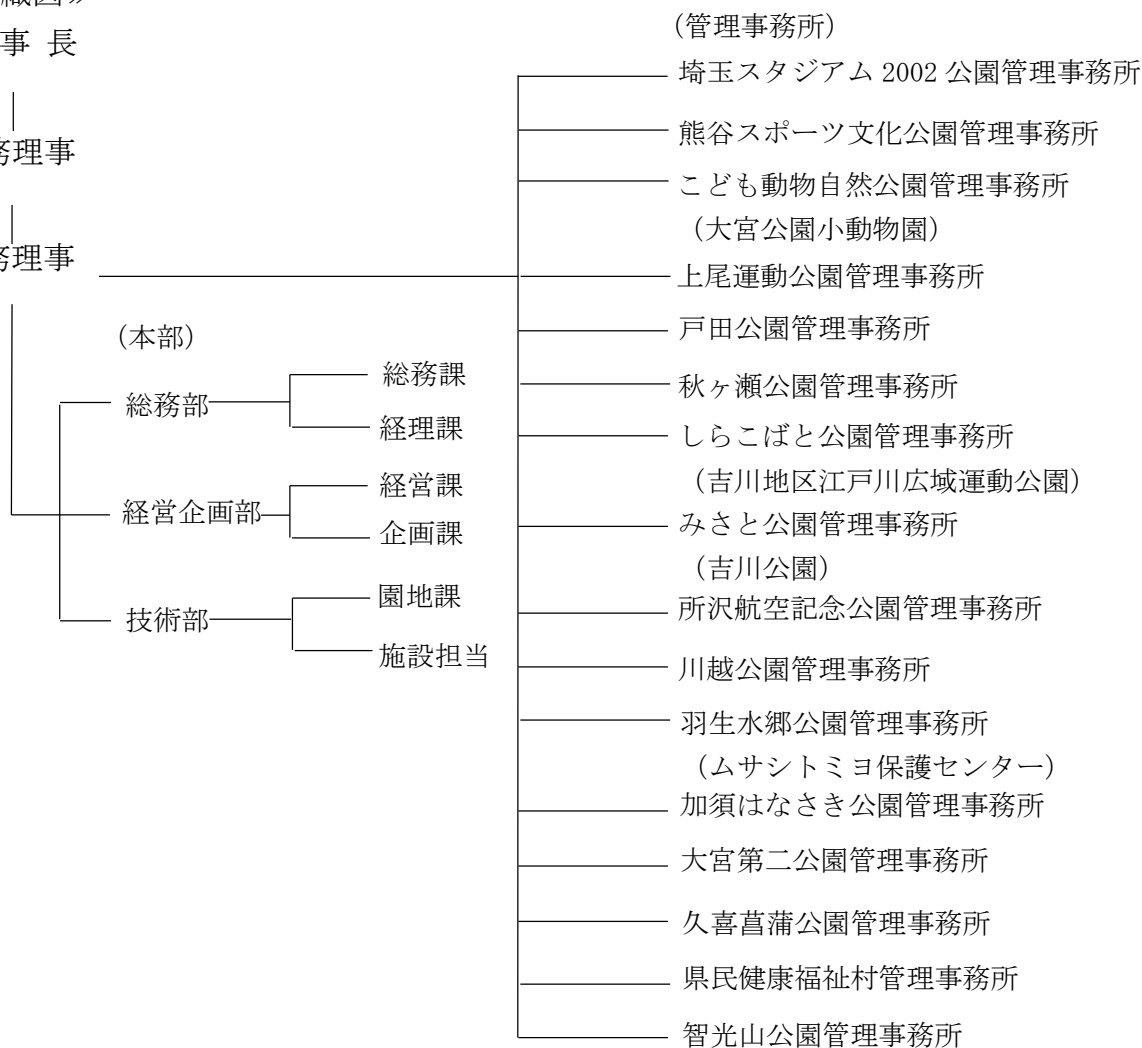 織図》
事 長
務理事
務理事
（本部）
総務部
総務課
経理課
経営企画部
経営課
企画課
技術部
園地課
施設担当
（管理事務所）
埼玉スタジアム 2002 公園管理事務所
熊谷スポーツ文化公園管理事務所
こども動物自然公園管理事務所
（大宮公園小動物園）
上尾運動公園管理事務所
戸田公園管理事務所
秋ヶ瀬公園管理事務所
しらこばと公園管理事務所
（吉川地区江戸川広域運動公園）
みさと公園管理事務所
（吉川公園）
所沢航空記念公園管理事務所
川越公園管理事務所
羽生水郷公園管理事務所
（ムサシトミヨ保護センター）
加須はなさき公園管理事務所
大宮第二公園管理事務所
久喜菖蒲公園管理事務所
県民健康福祉村管理事務所
智光山公園管理事務所